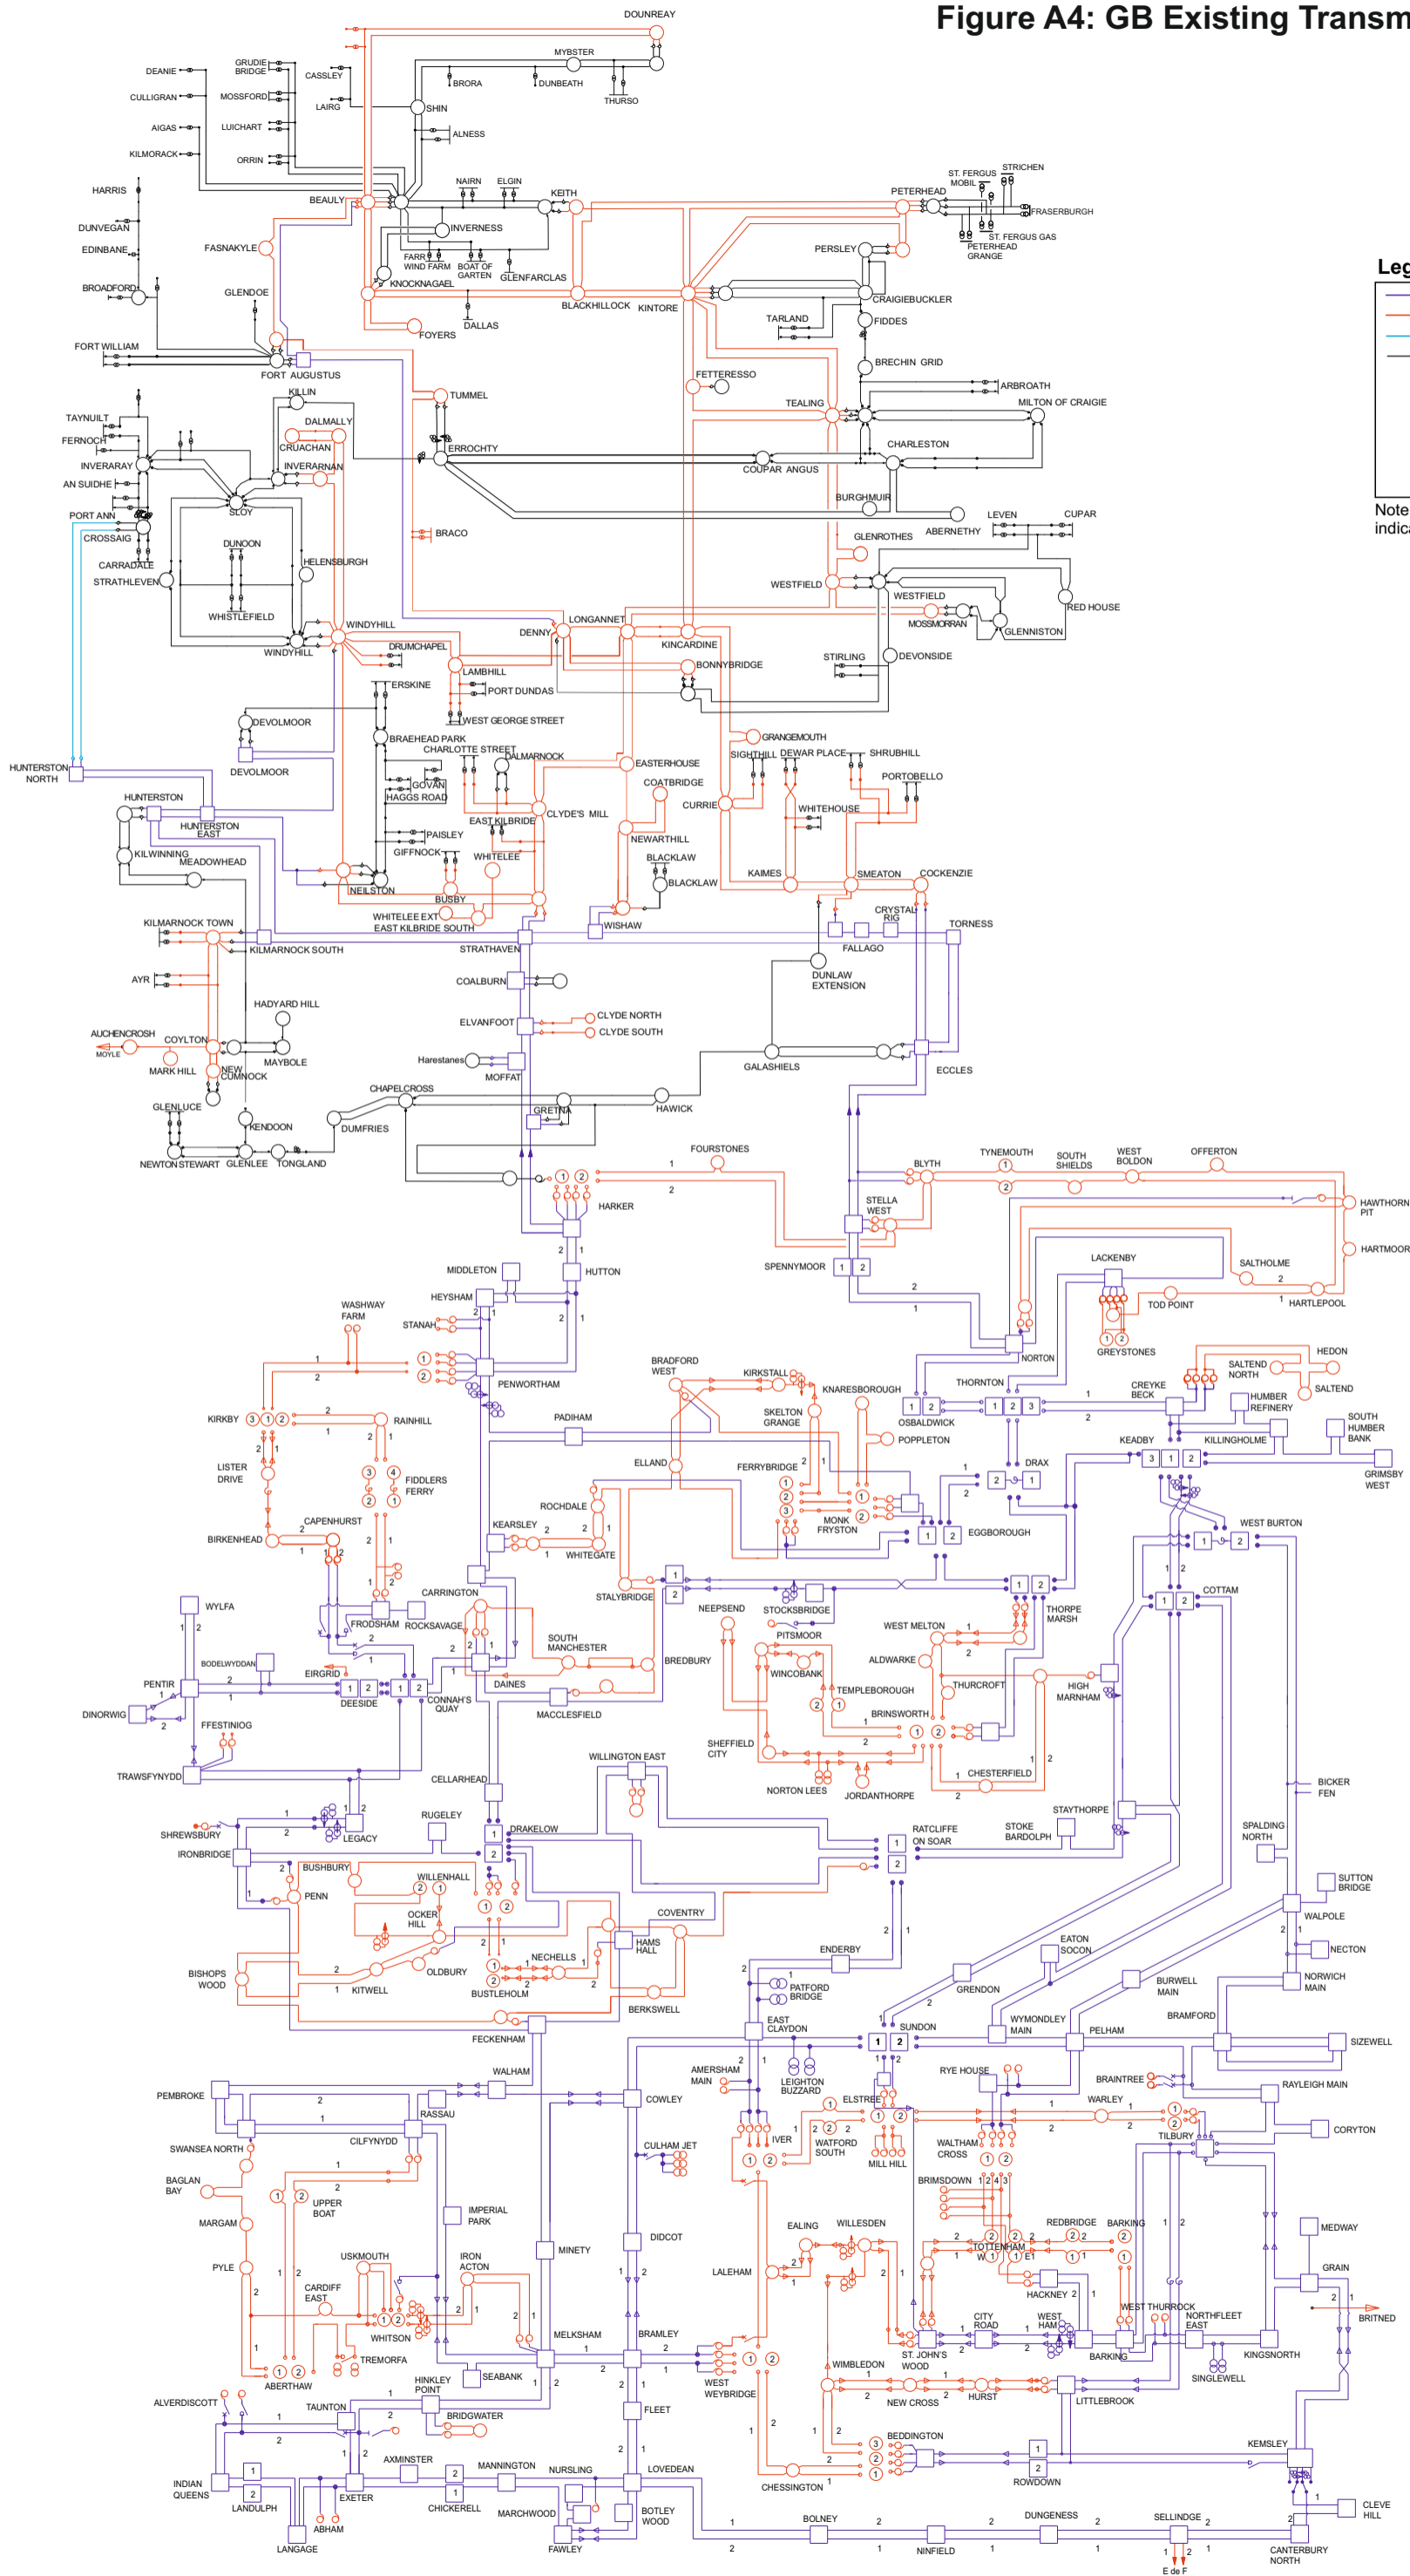 Figure A4: GB Existing Transm
DOUNREAY
MYBSTER
GRUDIE
BRIDGE
DEANIE
CASSLEY
BRORA
DUNBEATH
CULLIGRAN
MOSSFORD
LAIRG
SHIN
THURSO
AIGAS
LUICHART
ALNESS
KILMORACK
ORRIN
STRICHEN
ST. FERGUS
MOBIL
HARRIS
NAIRN
ELGIN
KEITH
PETERHEAD
BEAULY
FRASERBURGH
DUNVEGAN
INVERNESS
ST. FERGUS GAS
PETERHEAD
GRANGE
FASNAKYLE
EDINBANE
PERSLEY
FARR
WIND FARM
BOAT OF
GARTEN
GLENFARCLAS
KNOCKNAGAEL
Leg
BROADFORD
GLENDOE
BLACKHILLOCK
KINTORE
CRAIGIEBUCKLER
DALLAS
TARLAND
FIDDES
FOYERS
FORT WILLIAM
BRECHIN GRID
FORT AUGUSTUS
FETTERESSO
ARBROATH
KILLIN
TUMMEL
TEALING
MILTON OF CRAIGIE
TAYNUILT
DALMALLY
FERNOCH
CRUACHAN
ERROCHTY
CHARLESTON
INVERARAY
INVERARNAN
COUPAR ANGUS
AN SUIDHE
SLOY
BURGHMUIR
Note
indica
PORT ANN
BRACO
ABERNETHY
LEVEN
CUPAR
CROSSAIG
DUNOON
GLENROTHES
CARRADALE
HELENSBURGH
STRATHLEVEN
WESTFIELD
WESTFIELD
RED HOUSE
WHISTLEFIELD
LONGANNET
MOSSMORRAN
GLENNISTON
WINDYHILL
DENNY
WINDYHILL
DRUMCHAPEL
KINCARDINE
LAMBHILL
BONNYBRIDGE
STIRLING
DEVONSIDE
ERSKINE
PORT DUNDAS
DEVOLMOOR
WEST GEORGE STREET
BRAEHEAD PARK
GRANGEMOUTH
CHARLOTTE STREET
DALMARNOCK
SIGHTHILL
DEWAR PLACE
SHRUBHILL
HUNTERSTON
NORTH
DEVOLMOOR
EASTERHOUSE
PORTOBELLO
GOVAN
COATBRIDGE
HAGGS ROAD
CURRIE
HUNTERSTON
CLYDE'S MILL
WHITEHOUSE
HUNTERSTON
EAST
EAST KILBRIDE
NEWARTHILL
PAISLEY
KILWINNING
GIFFNOCK
WHITELEE
BLACKLAW
MEADOWHEAD
NEILSTON
BLACKLAW
KAIMES
SMEATON
COCKENZIE
BUSBY
WHITELEE EXT
EAST KILBRIDE SOUTH
KILMARNOCK TOWN
WISHAW
CRYSTAL
RIG
TORNESS
KILMARNOCK SOUTH
STRATHAVEN
FALLAGO
AYR
COALBURN
DUNLAW
EXTENSION
HADYARD HILL
ELVANFOOT
CLYDE NORTH
CLYDE SOUTH
AUCHENCROSH
COYLTON
MOYLE
MARK HILL
MAYBOLE
Harestanes
MOFFAT
GALASHIELS
ECCLES
NEW
CUMNOCK
CHAPELCROSS
GRETNA
HAWICK
GLENLUCE
KENDOON
DUMFRIES
NEWTON STEWART
GLENLEE
TONGLAND
FOURSTONES
BLYTH
TYNEMOUTH
SOUTH
SHIELDS
WEST
BOLDON
OFFERTON
HARKER
STELLA
WEST
HAWTHORN
PIT
MIDDLETON
HUTTON
SPENNYMOOR
LACKENBY
HARTMOOR
SALTHOLME
HEYSHAM
TOD POINT
HARTLEPOOL
WASHWAY
FARM
STANAH
GREYSTONES
NORTON
BRADFORD
WEST
KIRKSTALL
HEDON
SALTEND
NORTH
PENWORTHAM
KNARESBOROUGH
THORNTON
CREYKE
BECK
SALTEND
HUMBER
REFINERY
KIRKBY
RAINHILL
SKELTON
GRANGE
OSBALDWICK
POPPLETON
PADIHAM
KEADBY
KILLINGHOLME
SOUTH
HUMBER
BANK
LISTER
DRIVE
FIDDLERS
FERRY
ELLAND
FERRYBRIDGE
DRAX
GRIMSBY
WEST
ROCHDALE
MONK
FRYSTON
KEARSLEY
BIRKENHEAD
CAPENHURST
WHITEGATE
EGGBOROUGH
WEST BURTON
CARRINGTON
STALYBRIDGE
WYLFA
FRODSHAM
ROCKSAVAGE
NEEPSEND
STOCKSBRIDGE
THORPE
MARSH
COTTAM
PITSMOOR
WEST MELTON
SOUTH
MANCHESTER
BODELWYDDAN
WINCOBANK
ALDWARKE
PENTIR
EIRGRID
BREDBURY
DAINES
DEESIDE
CONNAH'S
QUAY
TEMPLEBOROUGH
THURCROFT
HIGH
MARNHAM
DINORWIG
MACCLESFIELD
BRINSWORTH
FFESTINIOG
SHEFFIELD
CITY
TRAWSFYNYDD
WILLINGTON EAST
CHESTERFIELD
NORTON LEES
JORDANTHORPE
BICKER
FEN
CELLARHEAD
RUGELEY
DRAKELOW
RATCLIFFE
ON SOAR
STAYTHORPE
SHREWSBURY
LEGACY
STOKE
BARDOLPH
SPALDING
NORTH
IRONBRIDGE
BUSHBURY
WILLENHALL
SUTTON
BRIDGE
PENN
OCKER
HILL
COVENTRY
WALPOLE
HAMS
HALL
EATON
SOCON
ENDERBY
NECTON
BISHOPS
WOOD
OLDBURY
NECHELLS
KITWELL
BUSTLEHOLM
PATFORD
BRIDGE
GRENDON
BURWELL
MAIN
NORWICH
MAIN
BERKSWELL
EAST
CLAYDON
SUNDON
WYMONDLEY
MAIN
BRAMFORD
FECKENHAM
PELHAM
SIZEWELL
WALHAM
AMERSHAM
MAIN
LEIGHTON
BUZZARD
RYE HOUSE
BRAINTREE
PEMBROKE
RASSAU
COWLEY
ELSTREE
WARLEY
RAYLEIGH MAIN
CILFYNYDD
IVER
CORYTON
SWANSEA NORTH
CULHAM JET
WATFORD
SOUTH
MILL HILL
WALTHAM
CROSS
TILBURY
BAGLAN
BAY
UPPER
BOAT
IMPERIAL
PARK
BRIMSDOWN
MARGAM
EALING
WILLESDEN
REDBRIDGE
BARKING
MEDWAY
DIDCOT
TOTTENHAM
PYLE
USKMOUTH
IRON
ACTON
MINETY
LALEHAM
HACKNEY
GRAIN
CARDIFF
EAST
WEST THURROCK
BRITNED
WHITSON
MELKSHAM
BRAMLEY
CITY
ROAD
WEST
HAM
NORTHFLEET
EAST
TREMORFA
ST. JOHN'S
WOOD
BARKING
KINGSNORTH
ABERTHAW
SEABANK
WEST
WEYBRIDGE
WIMBLEDON
SINGLEWELL
HINKLEY
POINT
NEW CROSS
HURST
LITTLEBROOK
ALVERDISCOTT
TAUNTON
BRIDGWATER
FLEET
BEDDINGTON
KEMSLEY
AXMINSTER
MANNINGTON
NURSLING
LOVEDEAN
CHESSINGTON
ROWDOWN
INDIAN
QUEENS
LANDULPH
EXETER
CHICKERELL
MARCHWOOD
BOTLEY
WOOD
CLEVE
HILL
ABHAM
BOLNEY
DUNGENESS
SELLINDGE
LANGAGE
FAWLEY
NINFIELD
CANTERBURY
NORTH
E de F